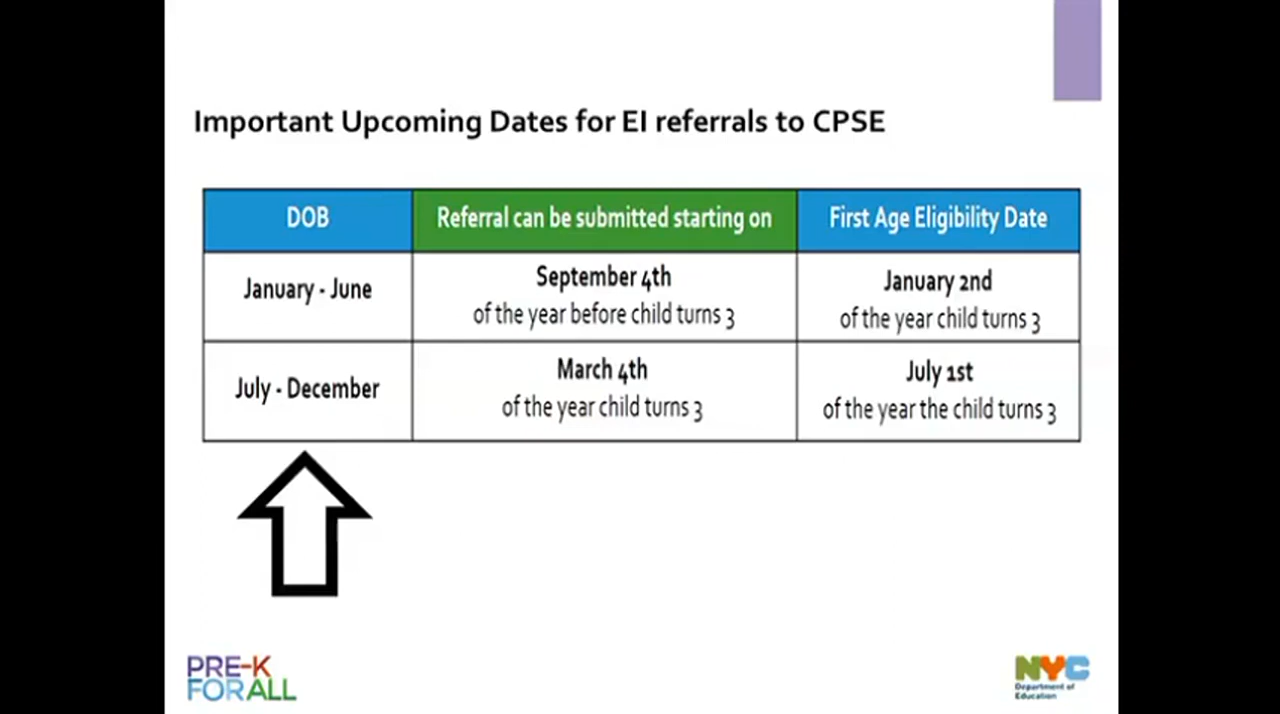 Important Upcoming Dates for EI referrals to CPSE
DOB
Referral can be submitted starting on
First Age Eligibility Date
January - June
September 4th
of the year before child turns 3
January 2nd
of the year child turns 3
July - December
March 4th
of the year child turns 3
July 1st
of the year the child turns 3
PRE-K
FOR ALL
NYC
Department of
Education